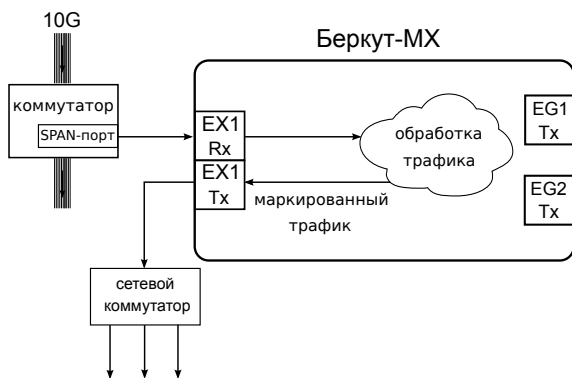 10G
Беркут-MX
коммутатор
SPAN-порт
EX1
Rx
EX1
Tx
обработка
трафика
маркированный
трафик
EG1
Tx
EG2
Tx
сетевой
коммутатор